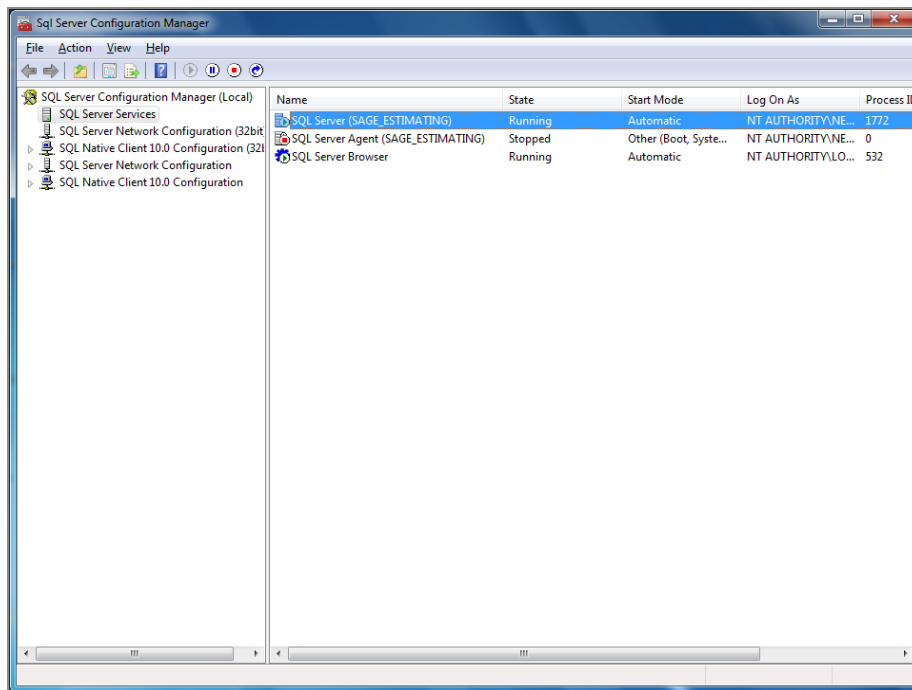 Sql Server Configuration Manager
File Action View Help
SQL Server Configuration Manager (Local)
SQL Server Services
SQL Server Network Configuration (32bit
SQL Native Client 10.0 Configuration (32l
SQL Server Network Configuration
SQL Native Client 10.0 Configuration
Name State Start Mode Log On As Process II
SQL Server (SAGE_ESTIMATING) Running Automatic NT AUTHORITY\NE... 1772
SQL Server Agent (SAGE_ESTIMATING) Stopped Other (Boot, Syste... NT AUTHORITY\NE... 0
SQL Server Browser Running Automatic NT AUTHORITY\LO... 532